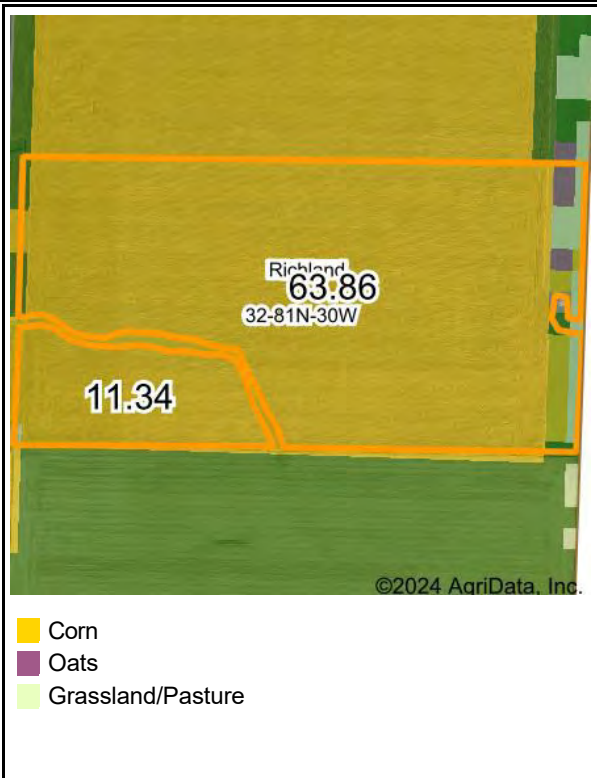 Richland
63.86
32-81N-30W
11.34
©2024 AgriData, Inc.
Corn
Oats
Grassland/Pasture